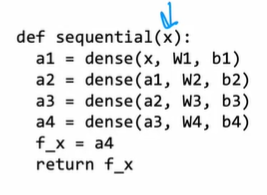 def sequential(x):
a1 = dense(x, W1, b1)
a2 = dense(a1, W2, b2)
a3 = dense(a2, W3, b3)
a4 = dense(a3, W4, b4)
f_x = a4
return f_x